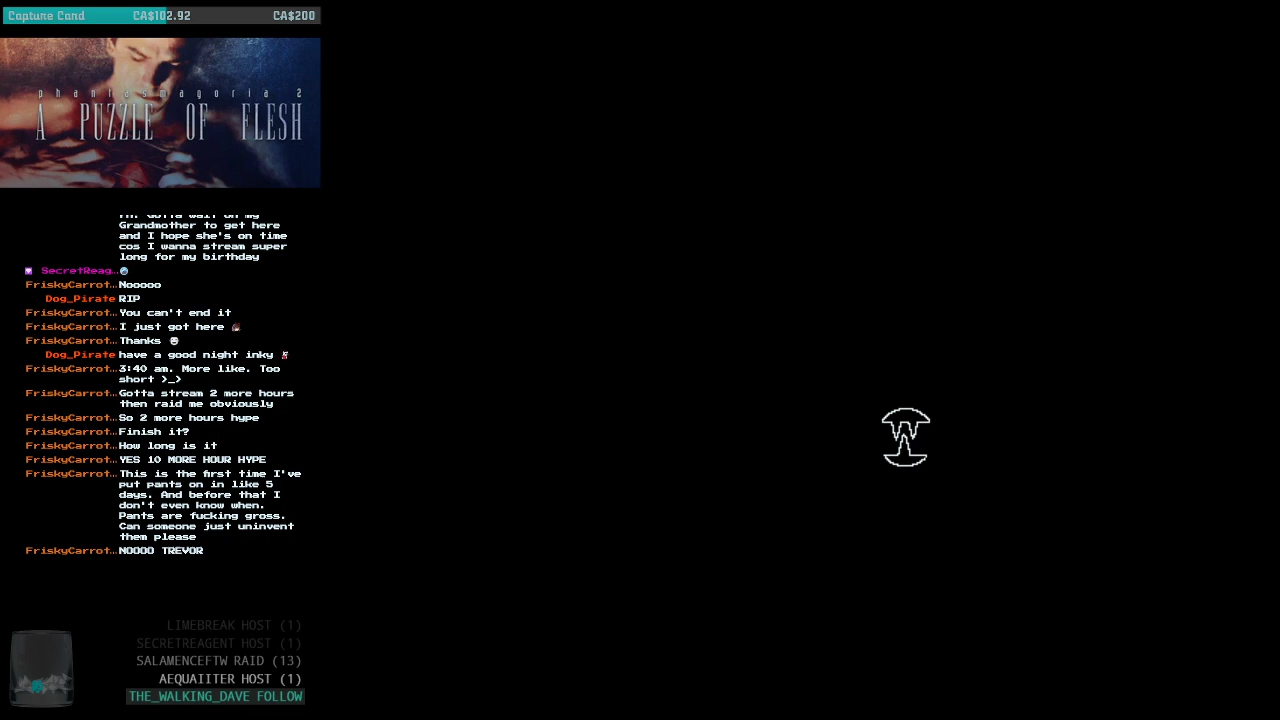 Capture Card CA$102.92 CA$200
phantasmagoria 2
A PUZZLE OF FLESH
Grandmother to get here
and I hope she's on time
cos I wanna stream super
long for my birthday
SecretReag…
FriskyCarrot… Nooooo
Dog_Pirate RIP
FriskyCarrot… You can't end it
FriskyCarrot… I just got here
FriskyCarrot… Thanks
Dog_Pirate have a good night inky
FriskyCarrot… 3:40 am. More like. Too
short >_>
FriskyCarrot… Gotta stream 2 more hours
then raid me obviously
FriskyCarrot… So 2 more hours hype
FriskyCarrot… Finish it?
FriskyCarrot… How long is it
FriskyCarrot… YES 10 MORE HOUR HYPE
FriskyCarrot… This is the first time I've
put pants on in like 5
days. And before that I
don't even know when.
Pants are fucking gross.
Can someone just uninvent
them please
FriskyCarrot… NOOOO TREVOR
LIMEBREAK HOST (1)
SECRETREAGENT HOST (1)
SALAMENCEFTW RAID (13)
AEQUAIITER HOST (1)
THE_WALKING_DAVE FOLLOW